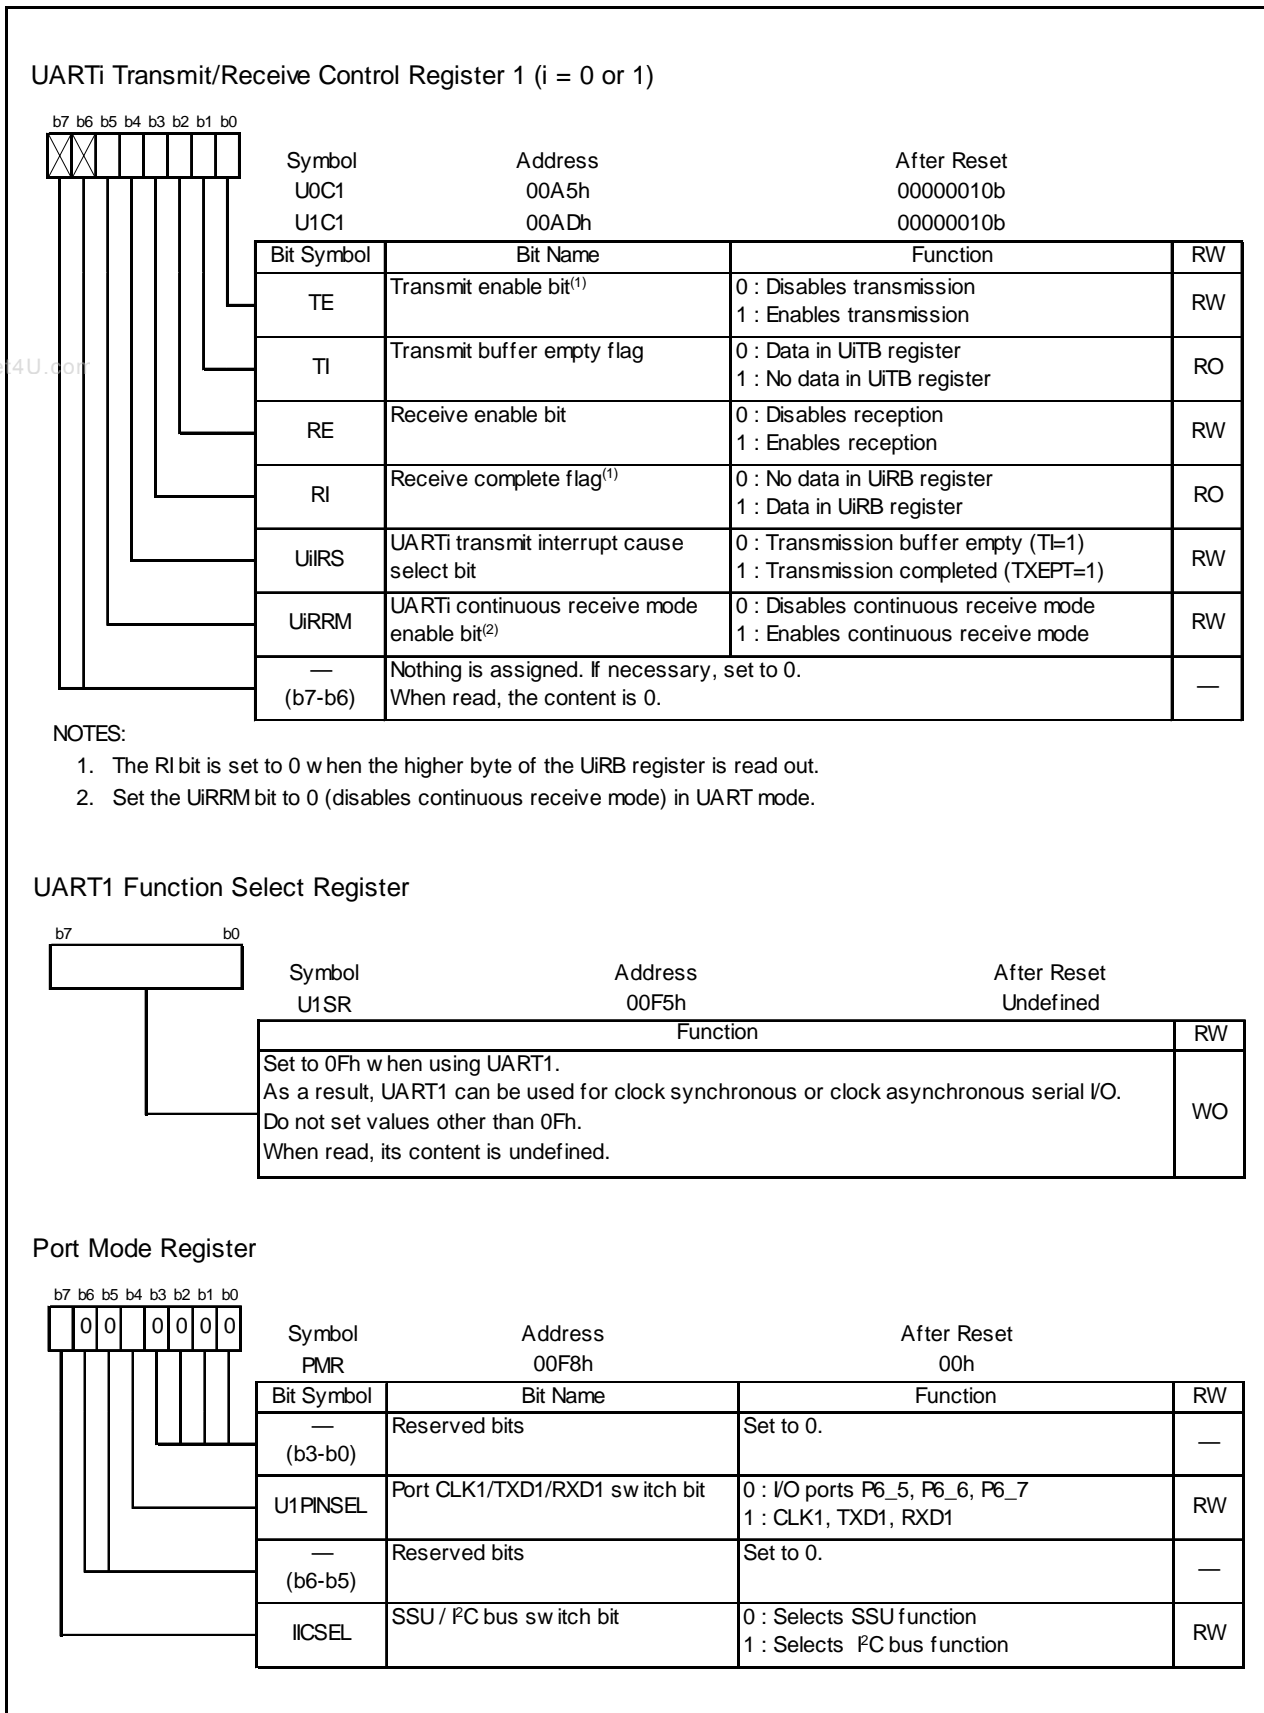 UARTi Transmit/Receive Control Register 1 (i = 0 or 1)
b7 b6 b5 b4 b3 b2 b1 b0
Symbol Address After Reset
U0C1 00A5h 00000010b
U1C1 00ADh 00000010b
Bit Symbol Bit Name Function RW
TE Transmit enable bit(1) 0 : Disables transmission RW
1 : Enables transmission
TI Transmit buffer empty flag 0 : Data in UiTB register RO
1 : No data in UiTB register
RE Receive enable bit 0 : Disables reception RW
1 : Enables reception
RI Receive complete flag(1) 0 : No data in UiRB register RO
1 : Data in UiRB register
UiIRS UARTi transmit interrupt cause 0 : Transmission buffer empty (TI=1) RW
select bit 1 : Transmission completed (TXEPT=1)
UiRRM UARTi continuous receive mode 0 : Disables continuous receive mode RW
enable bit(2) 1 : Enables continuous receive mode
— Nothing is assigned. If necessary, set to 0. —
(b7-b6) When read, the content is 0.
NOTES:
1. The RI bit is set to 0 when the higher byte of the UiRB register is read out.
2. Set the UiRRM bit to 0 (disables continuous receive mode) in UART mode.
UART1 Function Select Register
b7 b0
Symbol Address After Reset
U1SR 00F5h Undefined
Function RW
Set to 0Fh when using UART1.
As a result, UART1 can be used for clock synchronous or clock asynchronous serial I/O.
Do not set values other than 0Fh. WO
When read, its content is undefined.
Port Mode Register
b7 b6 b5 b4 b3 b2 b1 b0
0 0 0 0 0 0
Symbol Address After Reset
PMR 00F8h 00h
Bit Symbol Bit Name Function RW
— Reserved bits Set to 0. —
(b3-b0)
U1PINSEL Port CLK1/TXD1/RXD1 switch bit 0 : I/O ports P6_5, P6_6, P6_7 RW
1 : CLK1, TXD1, RXD1
— Reserved bits Set to 0. —
(b6-b5)
IICSEL SSU / I²C bus switch bit 0 : Selects SSU function RW
1 : Selects I²C bus function